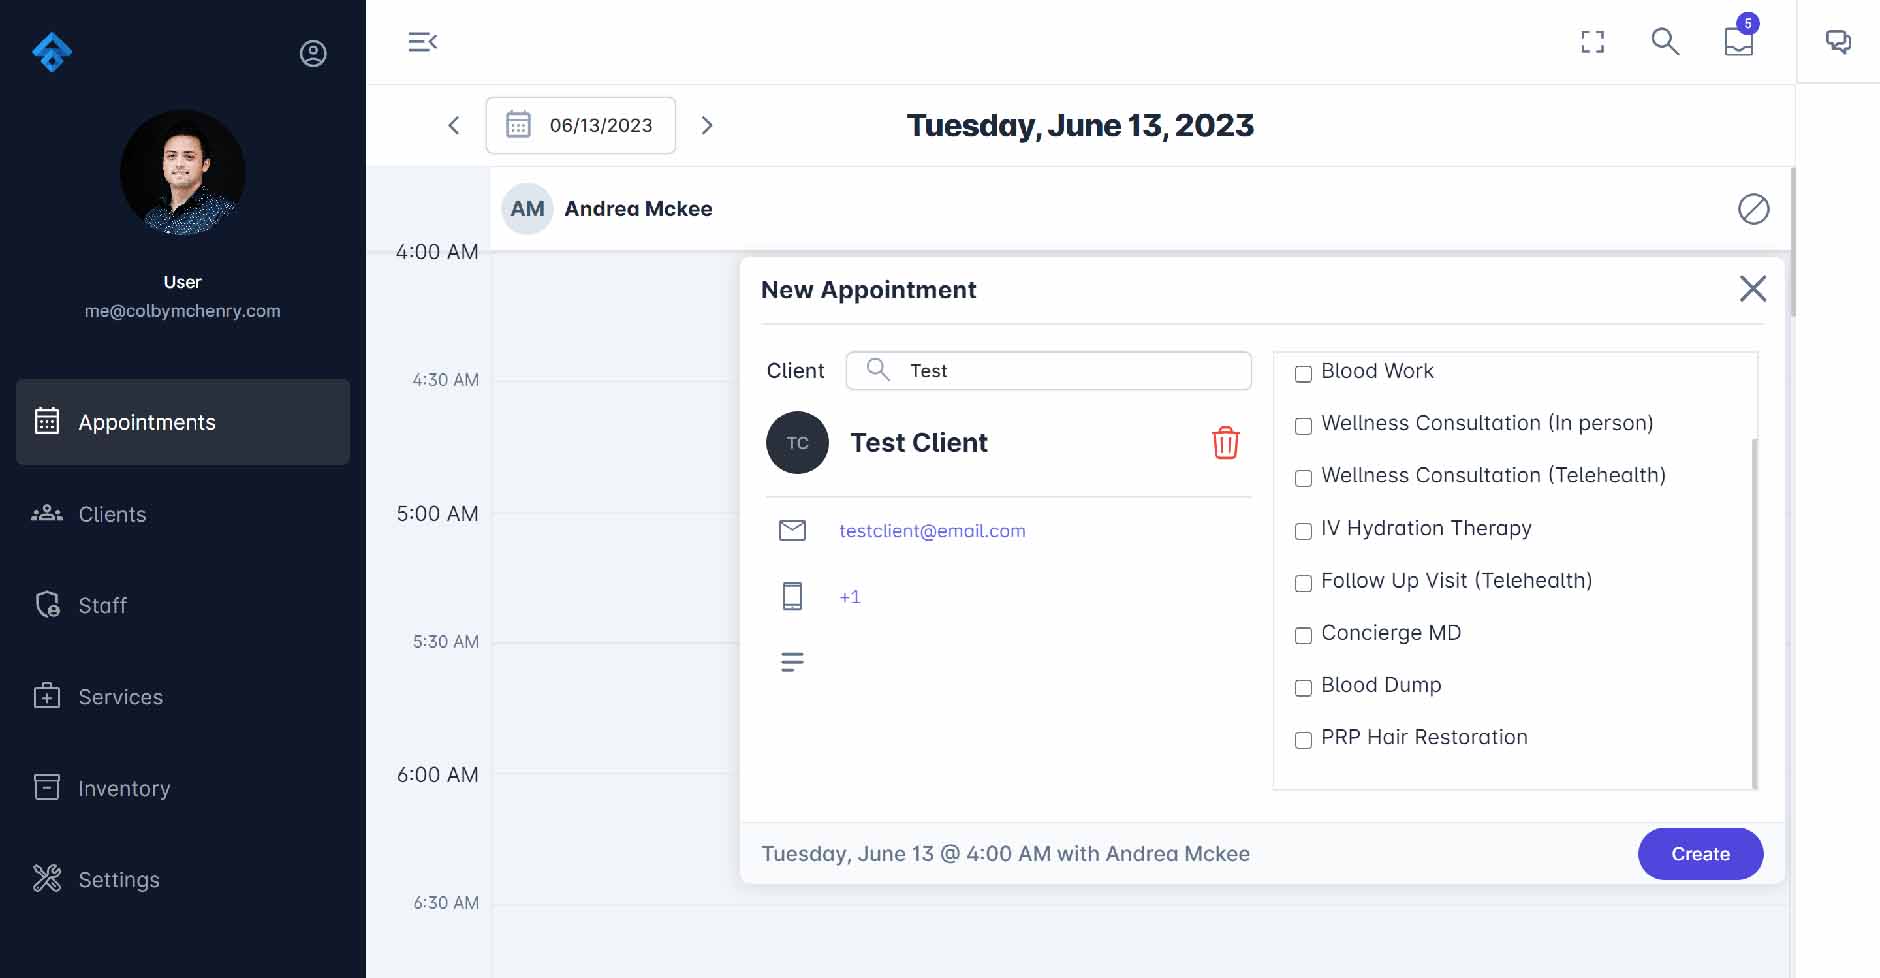 User
me@colbymchenry.com
Appointments
Clients
Staff
Services
Inventory
Settings
5
06/13/2023
Tuesday, June 13, 2023
AM Andrea Mckee
4:00 AM
4:30 AM
5:00 AM
5:30 AM
6:00 AM
6:30 AM
New Appointment
Client Test
TC Test Client
testclient@email.com
+1
Blood Work
Wellness Consultation (In person)
Wellness Consultation (Telehealth)
IV Hydration Therapy
Follow Up Visit (Telehealth)
Concierge MD
Blood Dump
PRP Hair Restoration
Tuesday, June 13 @ 4:00 AM with Andrea Mckee
Create